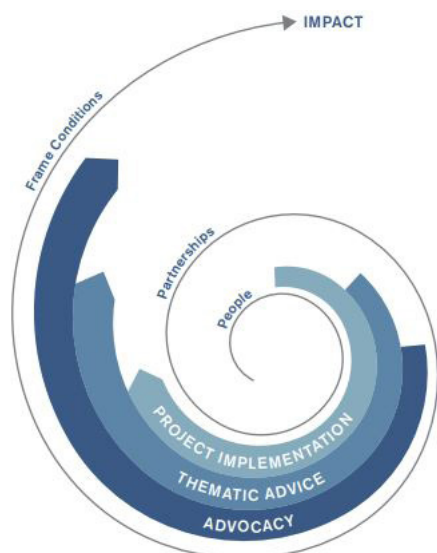 IMPACT
Frame Conditions
Partnerships
People
PROJECT IMPLEMENTATION
THEMATIC ADVICE
ADVOCACY